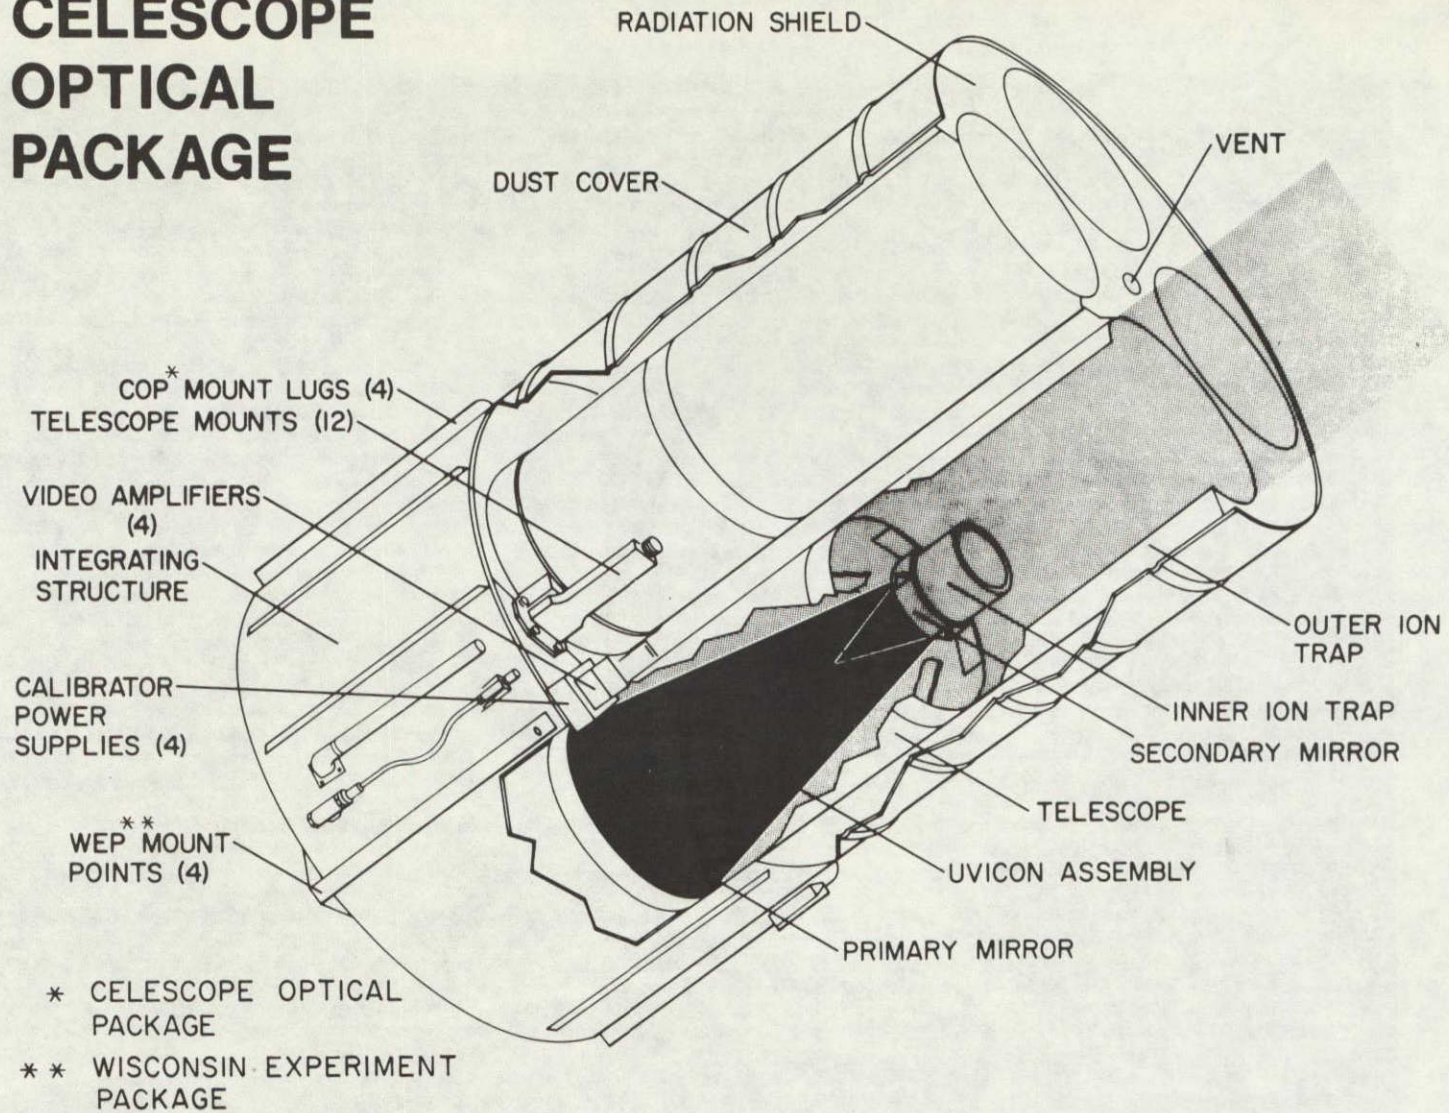 CELESCOPE
OPTICAL
PACKAGE
RADIATION SHIELD
VENT
DUST COVER
COP* MOUNT LUGS (4)
TELESCOPE MOUNTS (12)
VIDEO AMPLIFIERS
(4)
INTEGRATING
STRUCTURE
CALIBRATOR
POWER
SUPPLIES (4)
WEP** MOUNT
POINTS (4)
OUTER ION
TRAP
INNER ION TRAP
SECONDARY MIRROR
TELESCOPE
UVICON ASSEMBLY
PRIMARY MIRROR
* CELESCOPE OPTICAL
PACKAGE
** WISCONSIN EXPERIMENT
PACKAGE